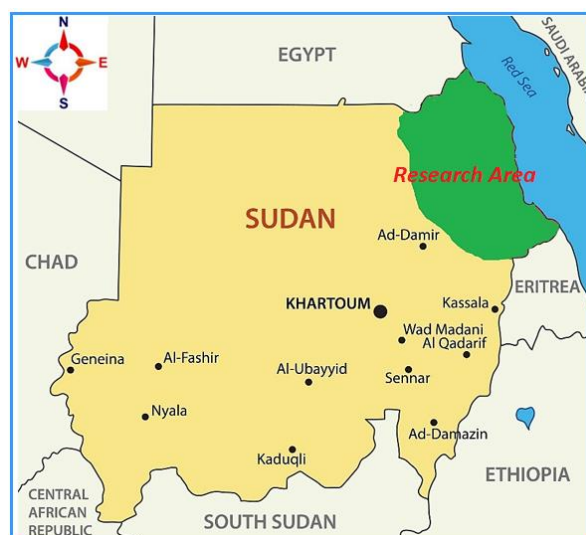 N
W
E
S
EGYPT
SAUDI ARABIA
Red Sea
Research Area
SUDAN
Ad-Damir
CHAD
ERITREA
KHARTOUM
Kassala
Wad Madani
Al Qadarif
Geneina
Al-Fashir
Al-Ubayyid
Sennar
Nyala
Ad-Damazin
Kaduqli
ETHIOPIA
CENTRAL
AFRICAN
REPUBLIC
SOUTH SUDAN